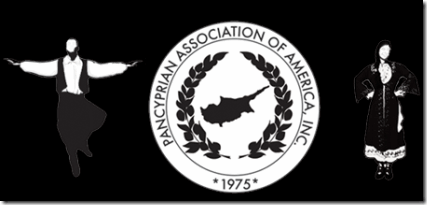 PANCYPRIAN ASSOCIATION OF AMERICA, INC.
*1975*